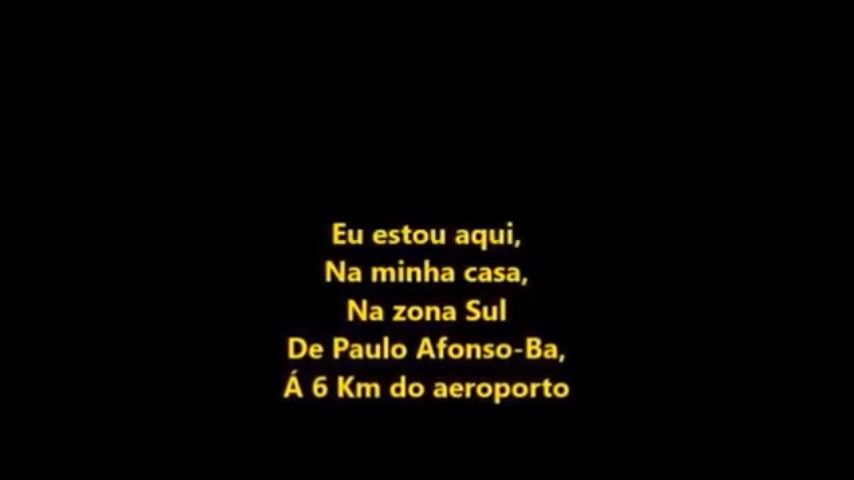 Eu estou aqui,
Na minha casa,
Na zona Sul
De Paulo Afonso-Ba,
Á 6 Km do aeroporto